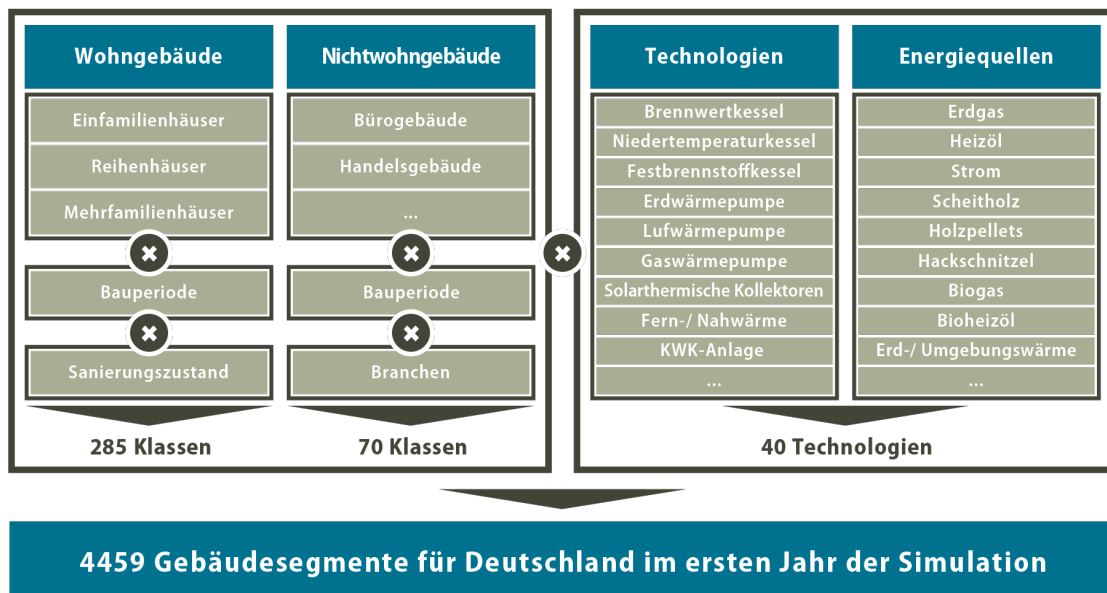 Wohngebäude
Einfamilienhäuser
Reihenhäuser
Mehrfamilienhäuser
Bauperiode
Sanierungszustand
285 Klassen
Nichtwohngebäude
Bürogebäude
Handelsgebäude
...
Bauperiode
Branchen
70 Klassen
Technologien
Brennwertkessel
Niedertemperaturkessel
Festbrennstoffkessel
Erdwärmepumpe
Lufwärmepumpe
Gaswärmepumpe
Solarthermische Kollektoren
Fern-/ Nahwärme
KWK-Anlage
...
Energiequellen
Erdgas
Heizöl
Strom
Scheitholz
Holzpellets
Hackschnitzel
Biogas
Bioheizöl
Erd-/ Umgebungswärme
...
40 Technologien
4459 Gebäudesegmente für Deutschland im ersten Jahr der Simulation